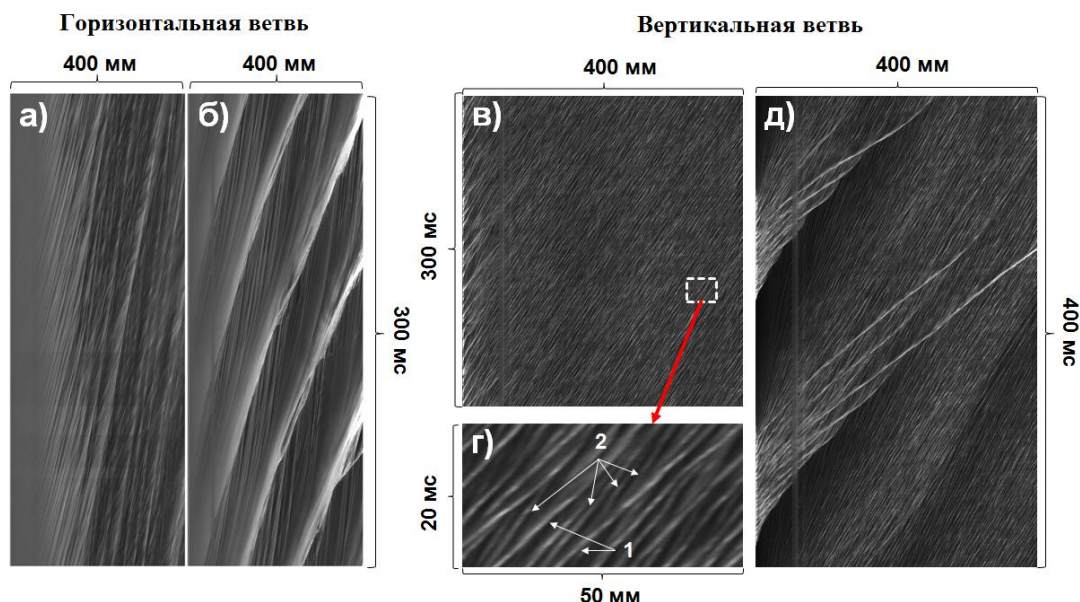 Горизонтальная ветвь
Вертикальная ветвь
400 мм
400 мм
400 мм
400 мм
а)
б)
в)
д)
300 мс
300 мс
400 мс
г)
2
1
20 мс
50 мм